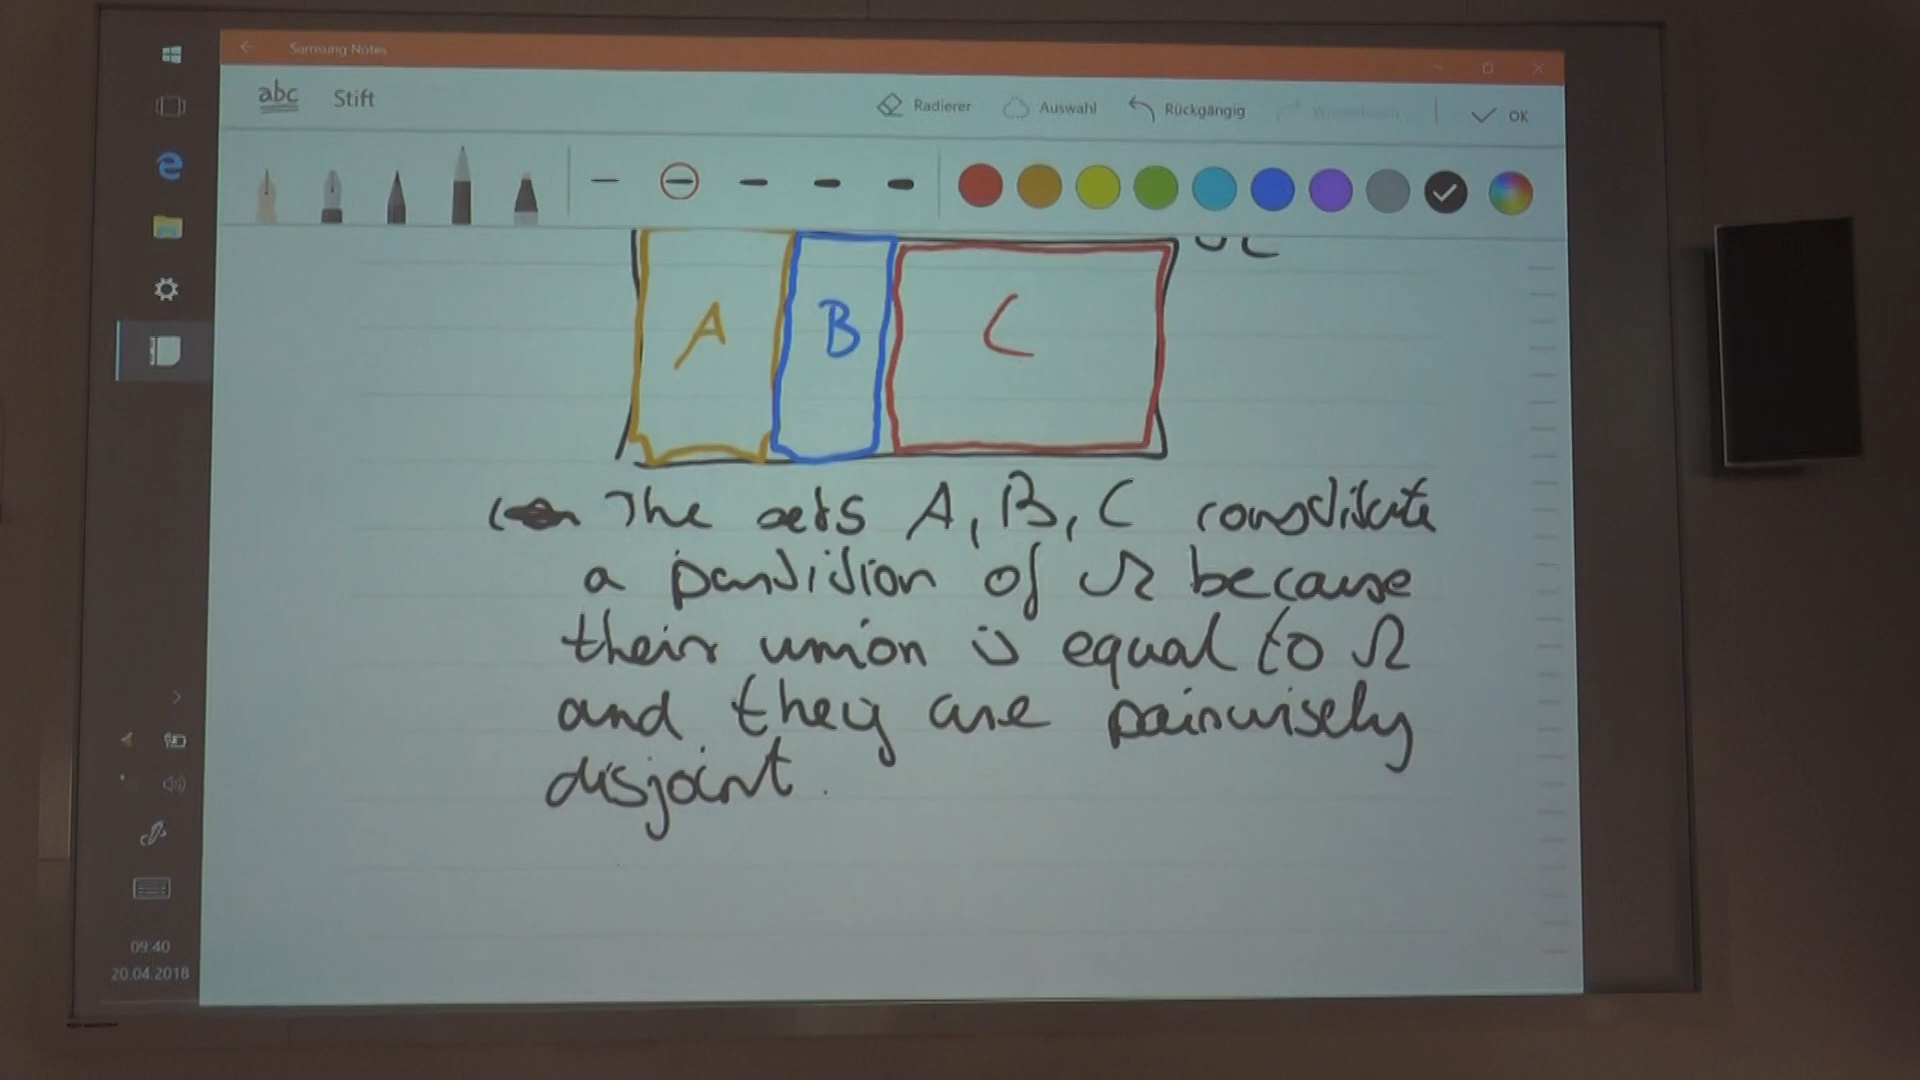 Samsung Notes
abc Stift Radierer Auswahl Rückgängig OK
A B C
The sets A, B, C constitute
a partition of Ω because
their union is equal to Ω
and they are pairwisely
disjoint.
09:40
20.04.2018